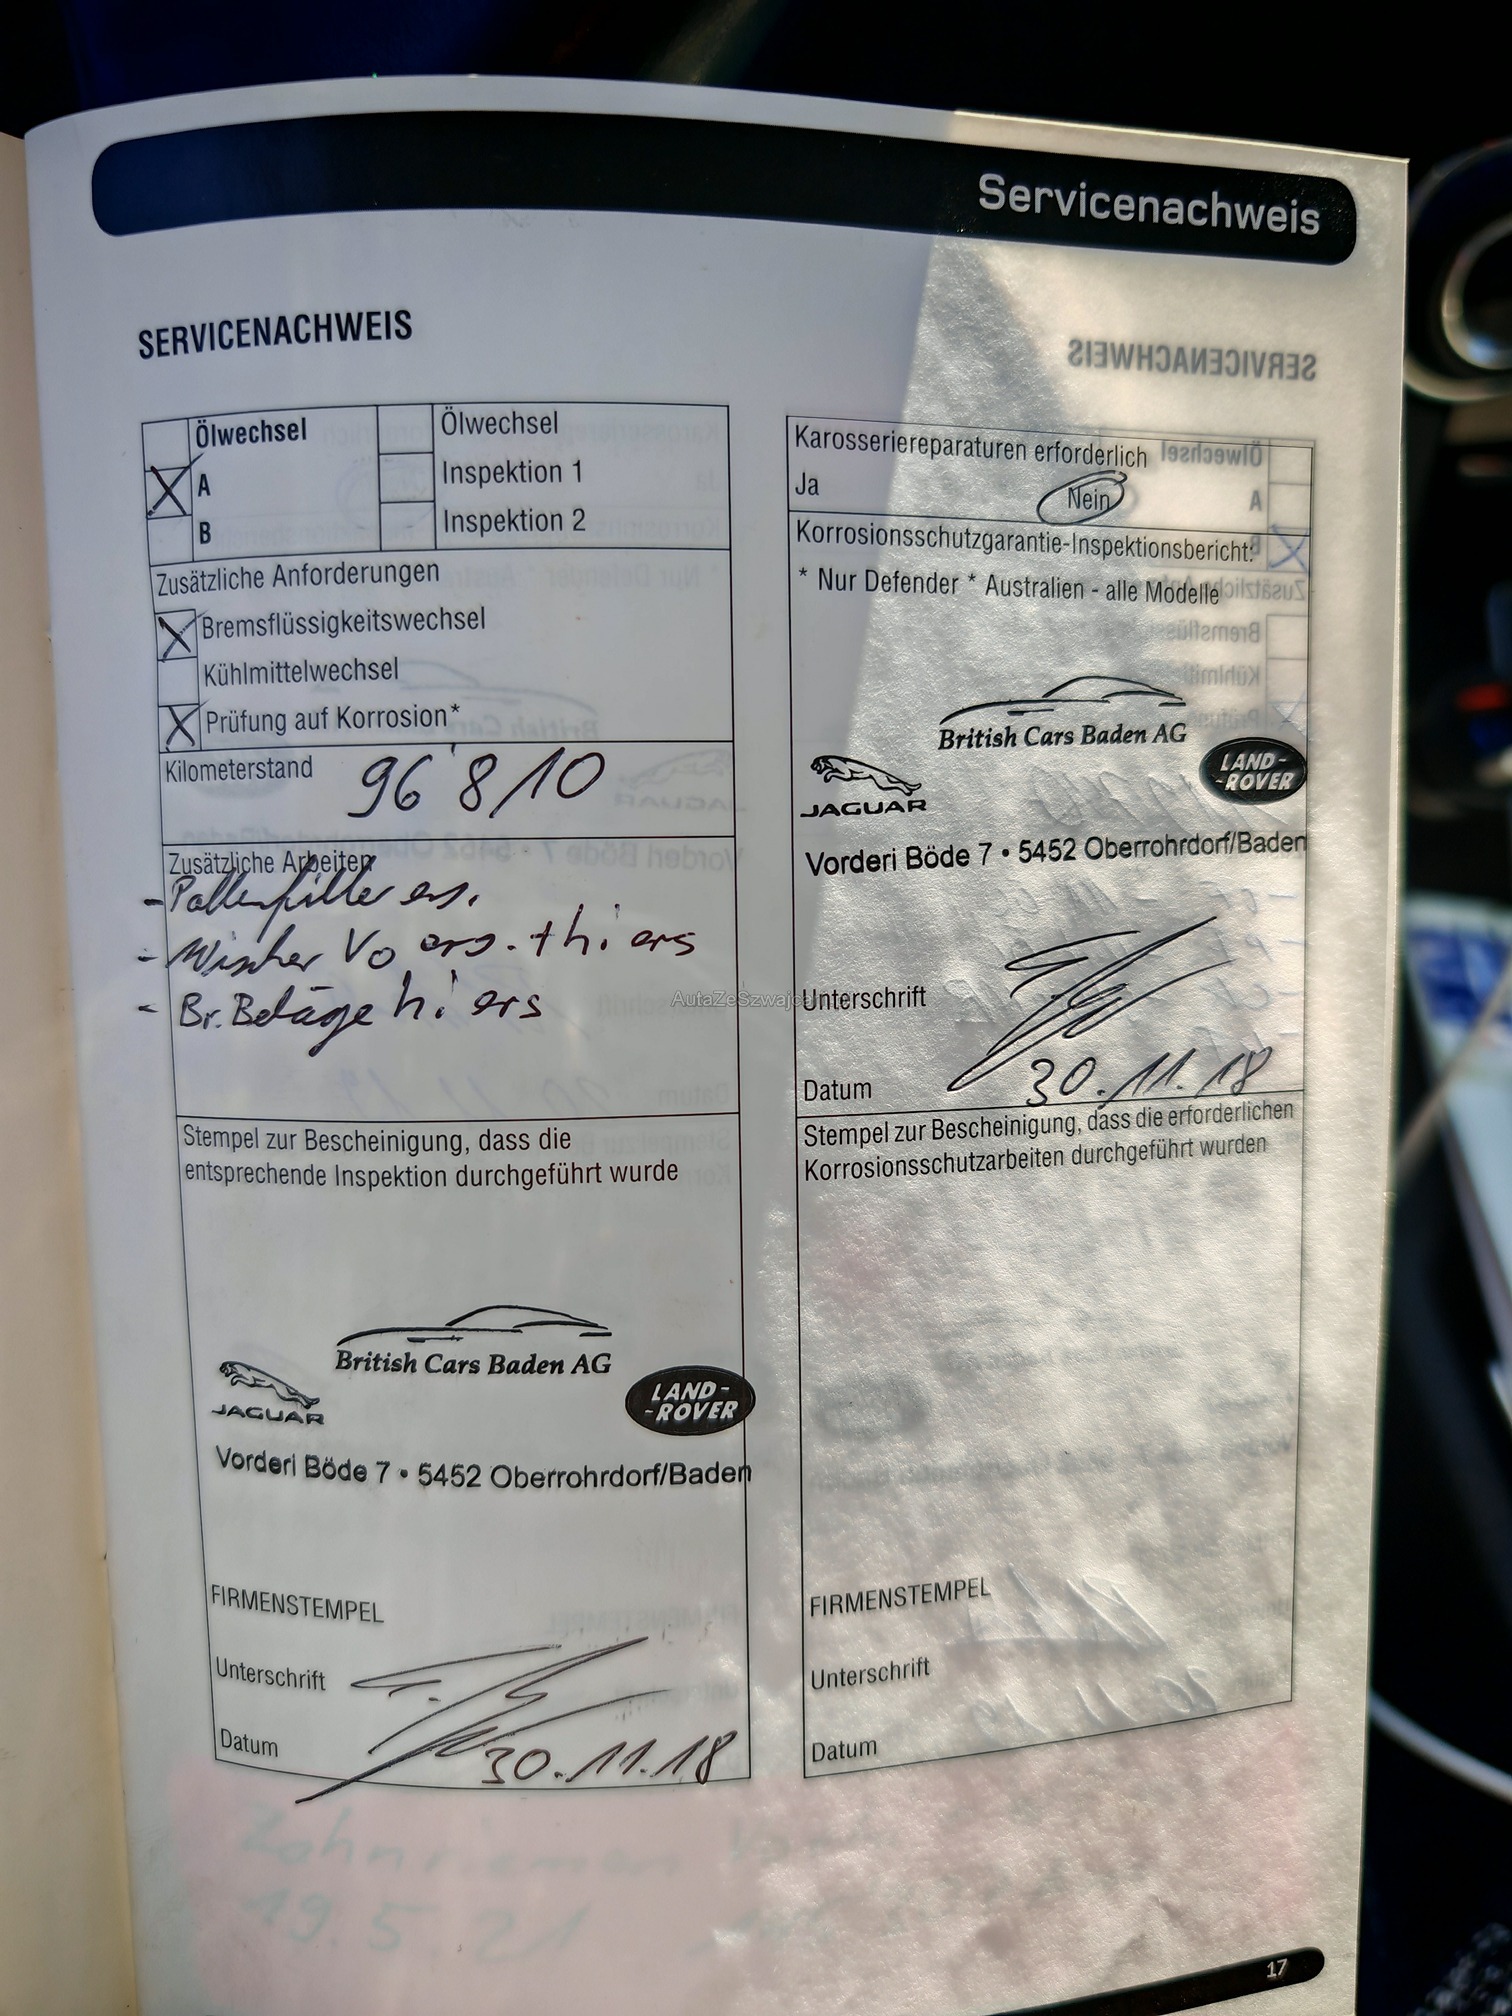 Servicenachweis
SERVICENACHWEIS
Ölwechsel
A
B
Ölwechsel
Inspektion 1
Inspektion 2
Zusätzliche Anforderungen
Bremsflüssigkeitswechsel
Kühlmittelwechsel
Prüfung auf Korrosion*
Kilometerstand 96'810
Zusätzliche Arbeiten
- Pollenfilter ers.
- Wischer Vo ers. + hi ers
- Br. Beläge hi ers
Stempel zur Bescheinigung, dass die
entsprechende Inspektion durchgeführt wurde
British Cars Baden AG
JAGUAR
LAND-
-ROVER
Vorderi Böde 7 • 5452 Oberrohrdorf/Baden
FIRMENSTEMPEL
Unterschrift
Datum 30.11.18
Karosseriereparaturen erforderlich
Ja Nein
Korrosionsschutzgarantie-Inspektionsbericht:
* Nur Defender * Australien - alle Modelle
British Cars Baden AG
JAGUAR
LAND-
-ROVER
Vorderi Böde 7 • 5452 Oberrohrdorf/Baden
Unterschrift
Datum 30.11.18
Stempel zur Bescheinigung, dass die erforderlichen
Korrosionsschutzarbeiten durchgeführt wurden
FIRMENSTEMPEL
Unterschrift
Datum
Zahnriemen
19.5.21
17